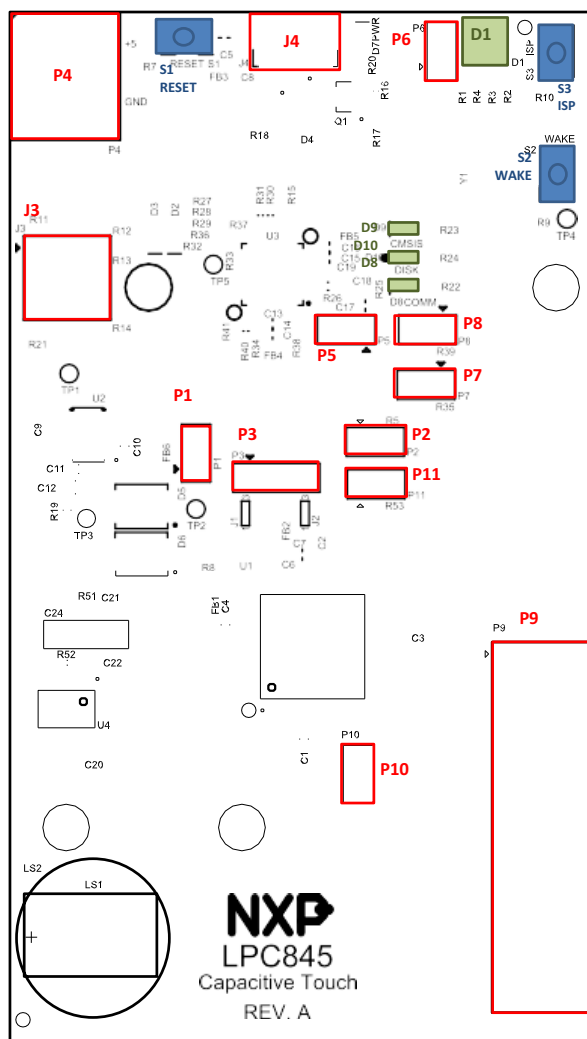 P4
+5
GND
P4
R7
RESET S1
S1
RESET
C5
FB3
J4
C8
J4
D7PWR
R20
R16
Q1
R17
R18
D4
P6
P6
D1
D1
R1
R4
R3
R2
ISP
S3
R10
S3
ISP
WAKE
S2
S2
WAKE
Y1
R9
TP4
J3
R11
J3
R12
R13
R14
R21
D3
D2
R27
R28
R29
R36
R32
R37
R31
R30
R15
U3
R33
TP5
R41
FB5
C15
C19
C18
R26
C17
C13
C14
FB4
R40
R34
R38
D9
D10
D8
CMSIS
DISK
D8COMM
R23
R24
R22
R25
P5
P5
P8
P8
R39
P7
P7
R35
TP1
U2
C9
C10
C11
C12
R19
TP3
P1
FB6
P1
D5
D6
TP2
P3
P3
J1
J2
FB2
C7
C2
C6
U1
R8
R5
P2
P2
P11
P11
R53
R51
C21
C24
R52
C22
U4
C20
FB1
C4
C3
P9
P9
P10
P10
C1
LS2
LS1
NXP
LPC845
Capacitive Touch
REV. A